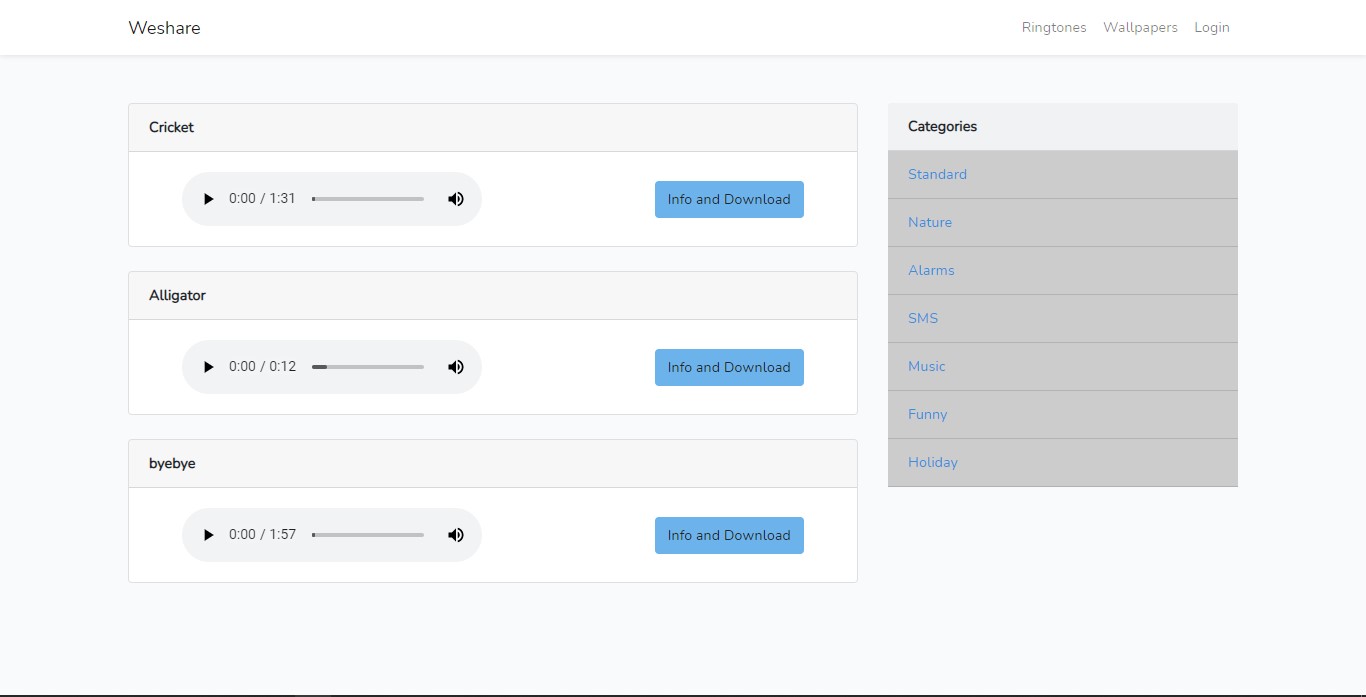 Weshare
Ringtones Wallpapers Login
Cricket
0:00 / 1:31
Info and Download
Alligator
0:00 / 0:12
Info and Download
byebye
0:00 / 1:57
Info and Download
Categories
Standard
Nature
Alarms
SMS
Music
Funny
Holiday